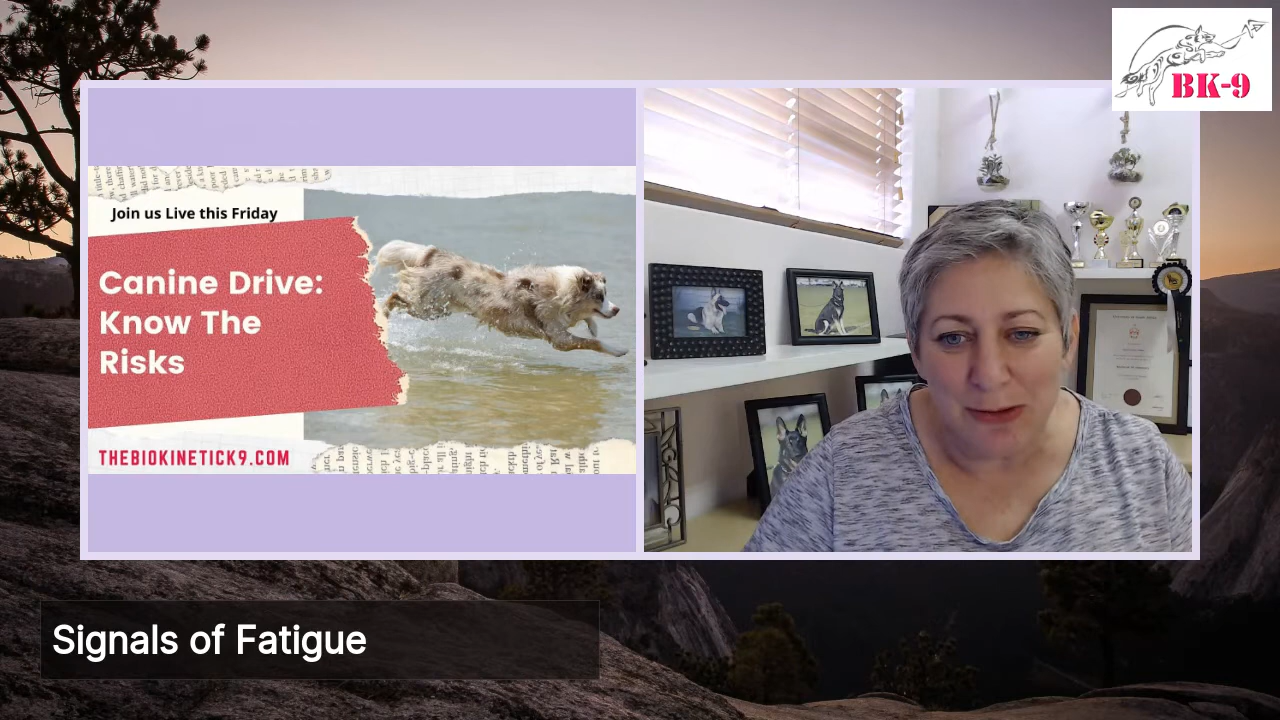 BK-9
Join us Live this Friday
Canine Drive:
Know The
Risks
THEBIOKINETICK9.COM
Signals of Fatigue